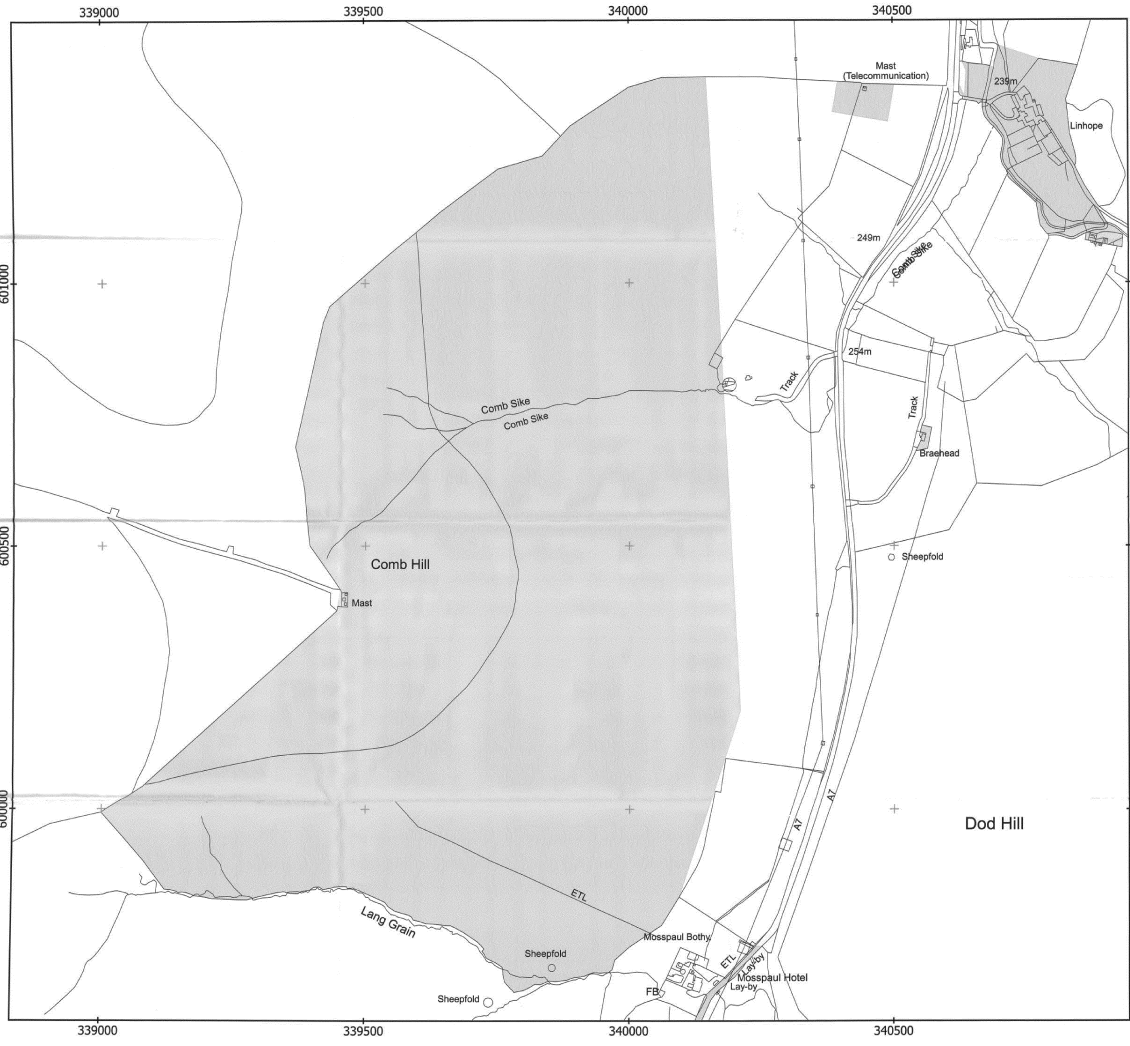 339000
339500
340000
340500
Mast
(Telecommunication)
239m
Linhope
249m
Comb Sike
Comb Sike
601000
254m
Track
Comb Sike
Comb Sike
Track
Braehead
600500
Sheepfold
Comb Hill
Mast
A7
A7
600000
Dod Hill
ETL
Lang Grain
Mosspaul Bothy
Sheepfold
ETL
Lay-by
Mosspaul Hotel
Lay-by
FB
Sheepfold
339000
339500
340000
340500